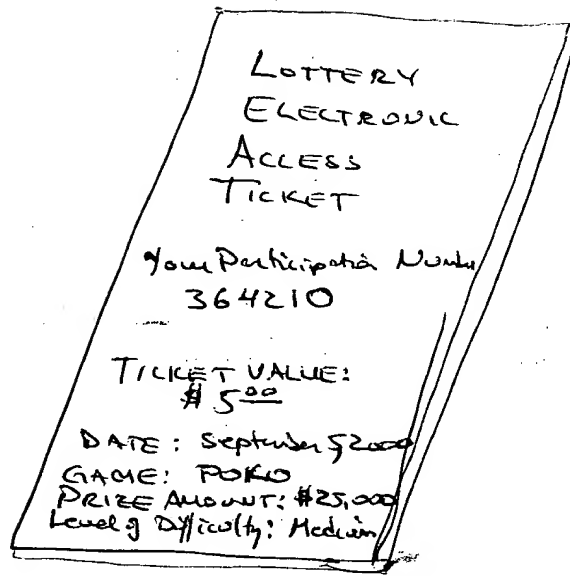 LOTTERY
ELECTRONIC
ACCESS
TICKET
Your Participation Number
364210
TICKET VALUE:
$5.00
DATE: September 5, 2000
GAME: POKO
PRIZE AMOUNT: $25,000
Level of Difficulty: Medium